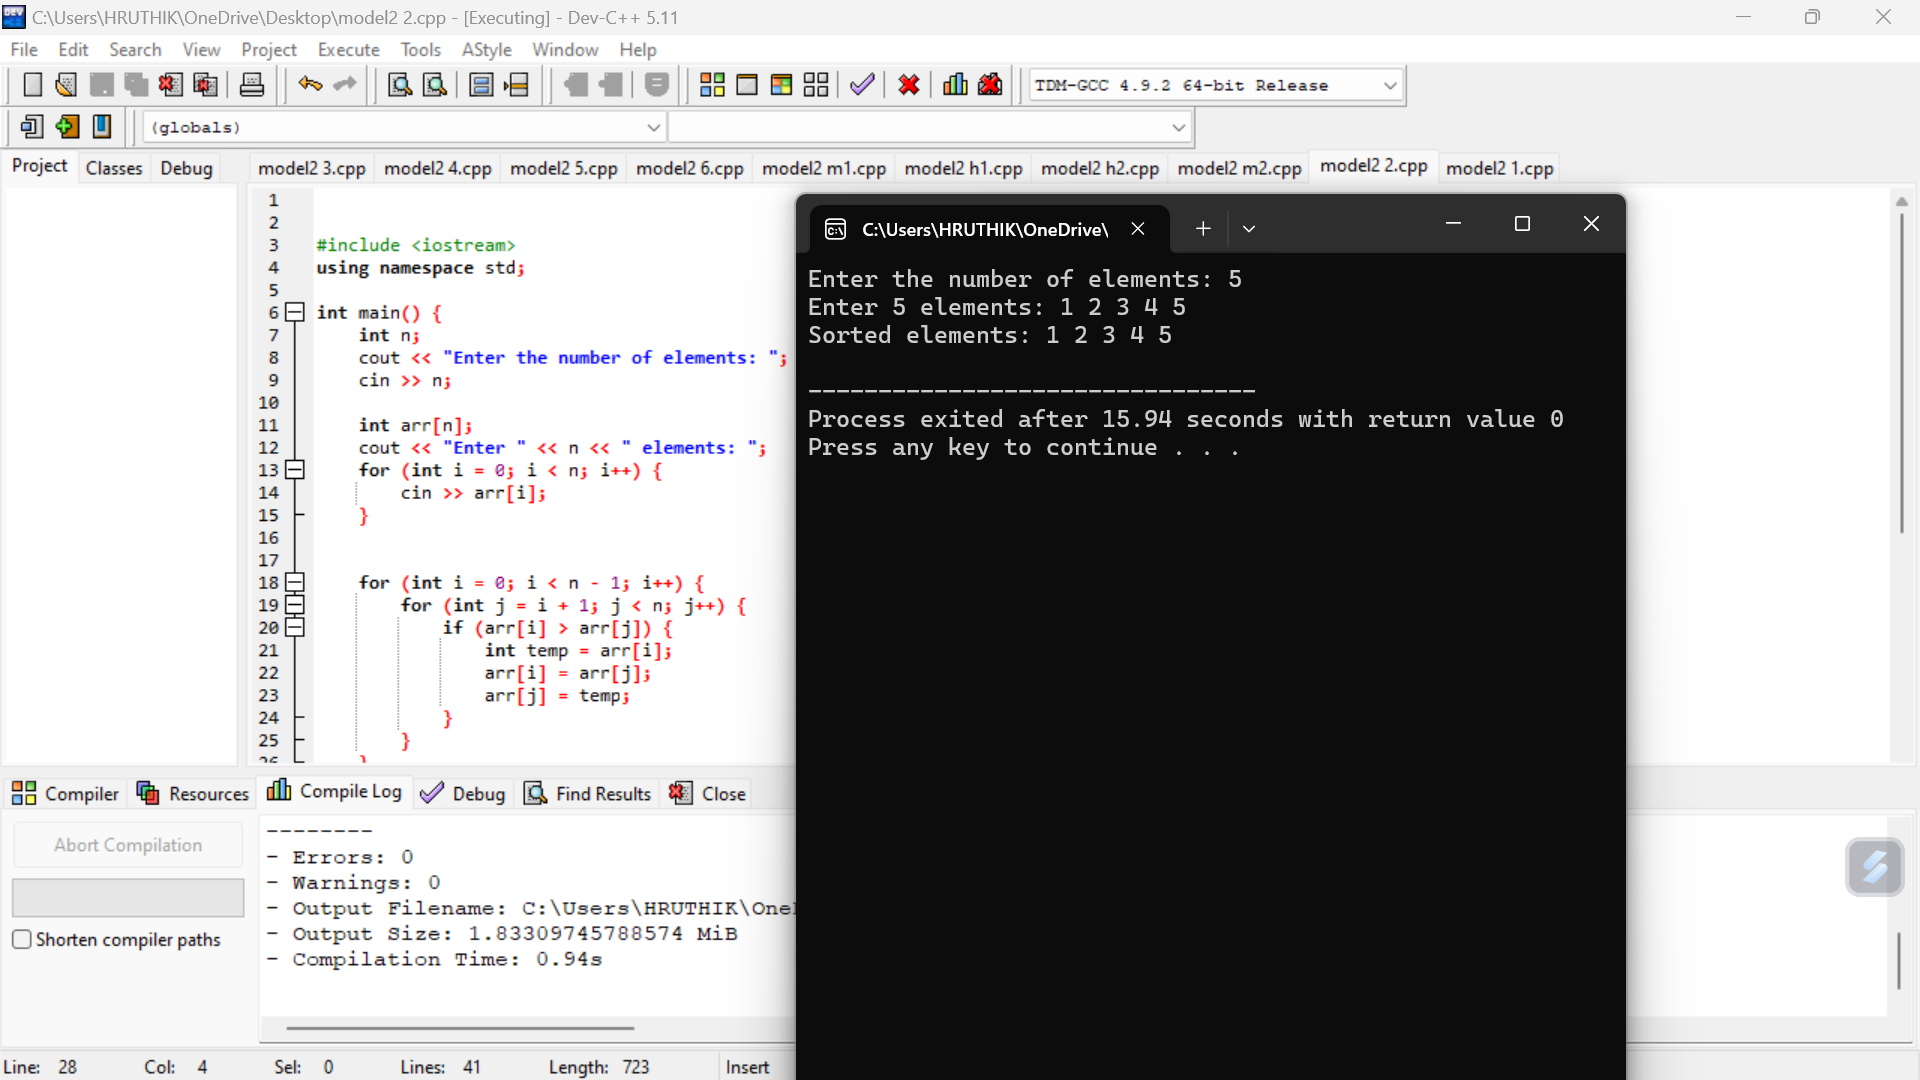 C:\Users\HRUTHIK\OneDrive\Desktop\model2 2.cpp - [Executing] - Dev-C++ 5.11
File Edit Search View Project Execute Tools AStyle Window Help
TDM-GCC 4.9.2 64-bit Release
(globals)
Project Classes Debug
model2 3.cpp model2 4.cpp model2 5.cpp model2 6.cpp model2 m1.cpp model2 h1.cpp model2 h2.cpp model2 m2.cpp model2 2.cpp model2 1.cpp
1
2
3 #include <iostream>
4 using namespace std;
5
6 int main() {
7 int n;
8 cout << "Enter the number of elements: ";
9 cin >> n;
10
11 int arr[n];
12 cout << "Enter " << n << " elements: ";
13 for (int i = 0; i < n; i++) {
14 cin >> arr[i];
15 }
16
17
18 for (int i = 0; i < n - 1; i++) {
19 for (int j = i + 1; j < n; j++) {
20 if (arr[i] > arr[j]) {
21 int temp = arr[i];
22 arr[i] = arr[j];
23 arr[j] = temp;
24 }
25 }
26 }
C:\Users\HRUTHIK\OneDrive\
Enter the number of elements: 5
Enter 5 elements: 1 2 3 4 5
Sorted elements: 1 2 3 4 5
--------------------------------
Process exited after 15.94 seconds with return value 0
Press any key to continue . . .
Compiler Resources Compile Log Debug Find Results Close
Abort Compilation
Shorten compiler paths
--------
- Errors: 0
- Warnings: 0
- Output Filename: C:\Users\HRUTHIK\One
- Output Size: 1.83309745788574 MiB
- Compilation Time: 0.94s
Line: 28 Col: 4 Sel: 0 Lines: 41 Length: 723 Insert